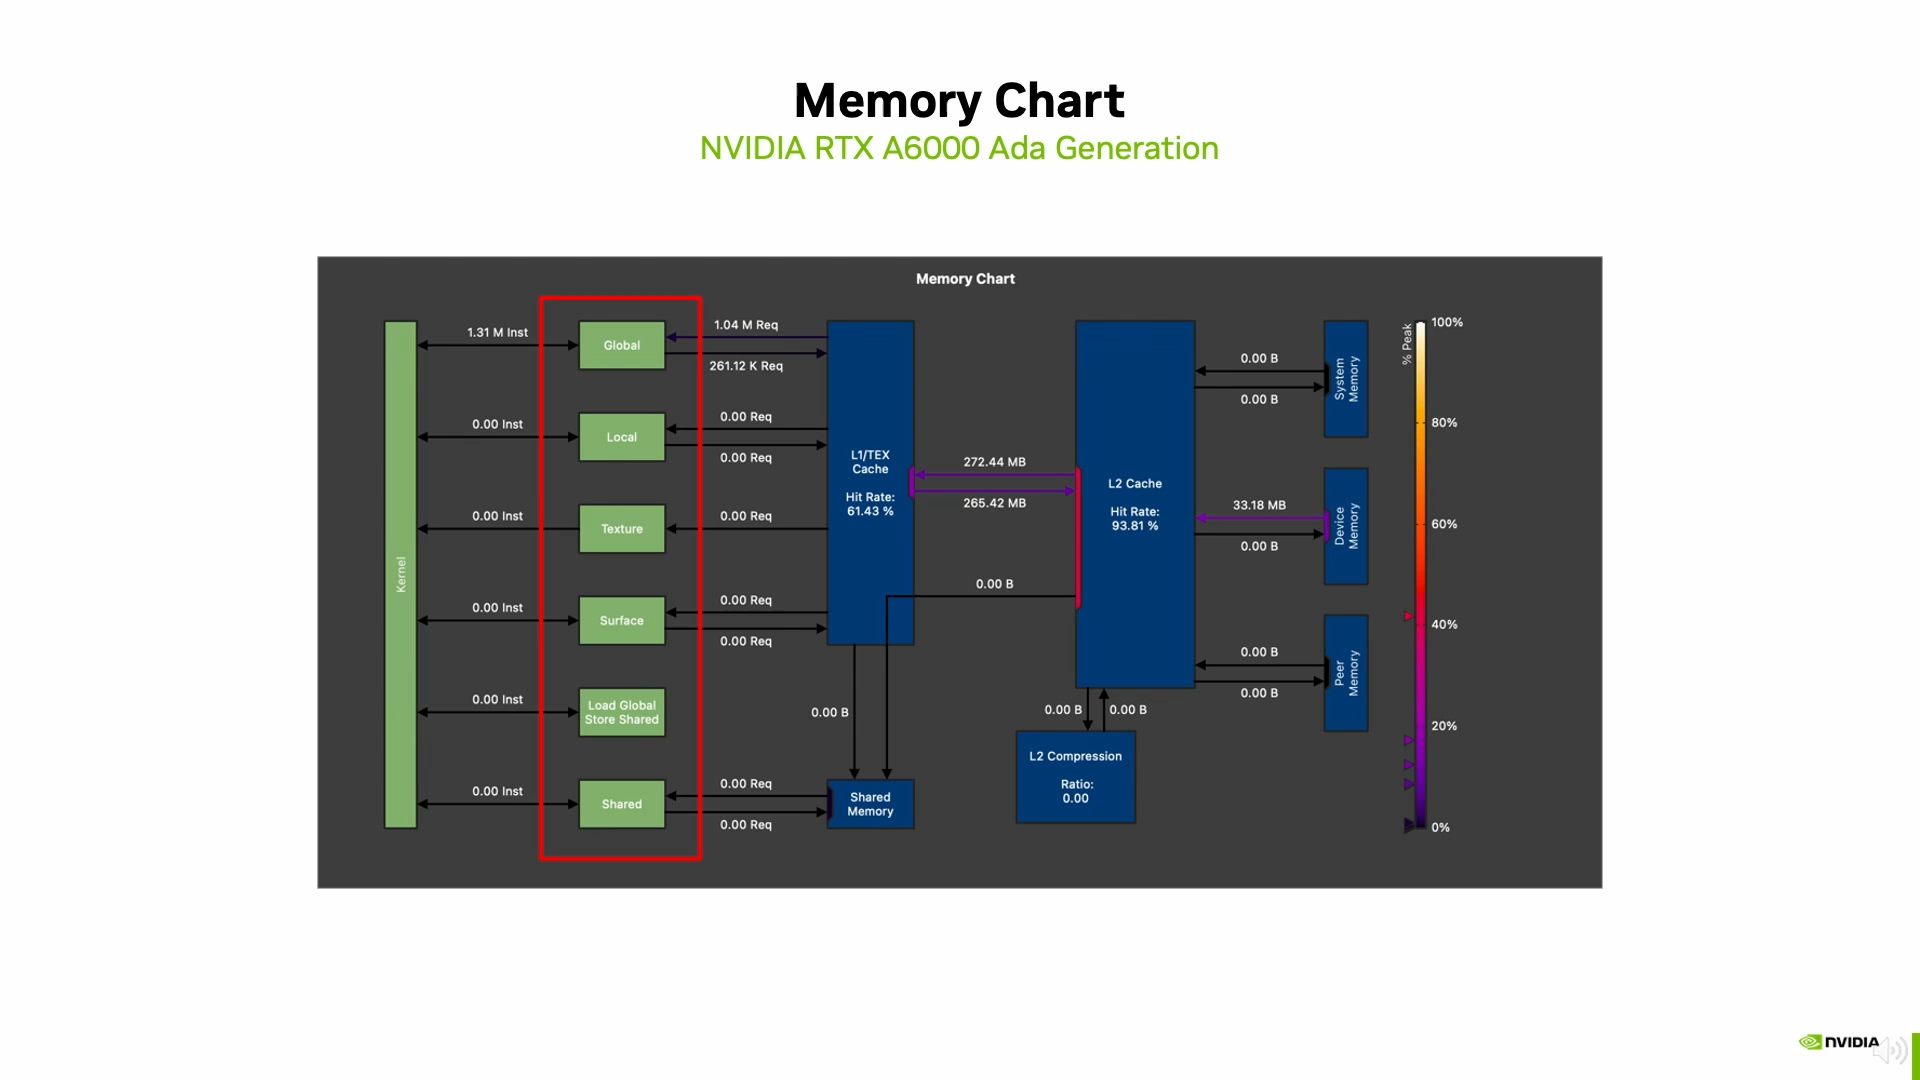 Memory Chart
NVIDIA RTX A6000 Ada Generation
Memory Chart
Kernel
1.31 M Inst
0.00 Inst
0.00 Inst
0.00 Inst
0.00 Inst
0.00 Inst
Global
Local
Texture
Surface
Load Global
Store Shared
Shared
1.04 M Req
261.12 K Req
0.00 Req
0.00 Req
0.00 Req
0.00 Req
0.00 Req
0.00 B
0.00 Req
0.00 Req
L1/TEX
Cache
Hit Rate:
61.43 %
Shared
Memory
272.44 MB
265.42 MB
0.00 B
L2 Cache
Hit Rate:
93.81 %
0.00 B
0.00 B
L2 Compression
Ratio:
0.00
0.00 B
0.00 B
33.18 MB
0.00 B
0.00 B
0.00 B
System
Memory
Device
Memory
Peer
Memory
% Peak
100%
80%
60%
40%
20%
0%
NVIDIA